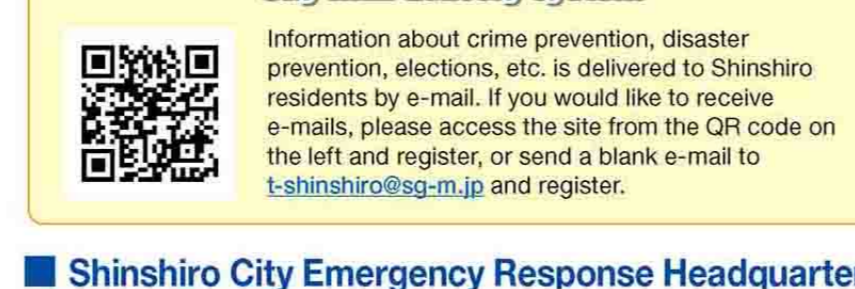 Information about crime prevention, disaster
prevention, elections, etc. is delivered to Shinshiro
residents by e-mail. If you would like to receive
e-mails, please access the site from the QR code on
the left and register, or send a blank e-mail to
t-shinshiro@sg-m.jp and register.
Shinshiro City Emergency Response